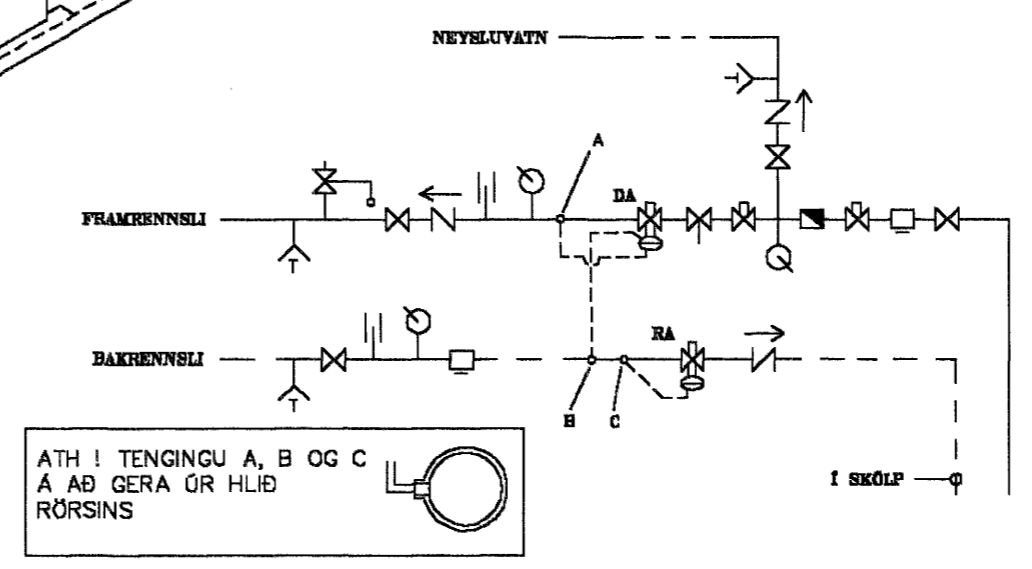 NEYSLUVATN
A
DA
FRAMRENNSLI
T
RA
BAKRENNSLI
T
B
C
ATH ! TENGINGU A, B OG C
Á AÐ GERA ÚR HLIÐ
RÖRSINS
Í SKÓLP